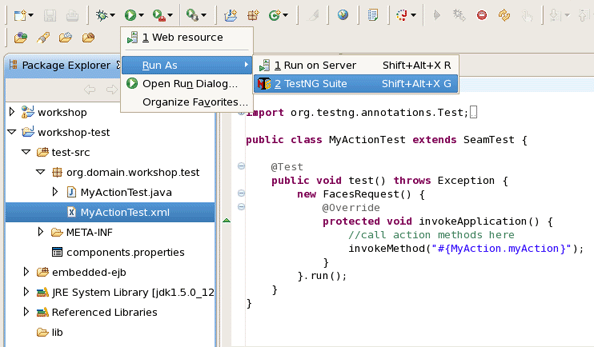 1 Web resource
Run As
Open Run Dialog...
Organize Favorites...
1 Run on Server Shift+Alt+X R
2 TestNG Suite Shift+Alt+X G
Package Explorer
workshop
workshop-test
test-src
org.domain.workshop.test
MyActionTest.java
MyActionTest.xml
META-INF
components.properties
embedded-ejb
JRE System Library [jdk1.5.0_12
Referenced Libraries
lib
import org.testng.annotations.Test;
public class MyActionTest extends SeamTest {
@Test
public void test() throws Exception {
new FacesRequest() {
@Override
protected void invokeApplication() {
//call action methods here
invokeMethod("#{MyAction.myAction}");
}
}.run();
}
}